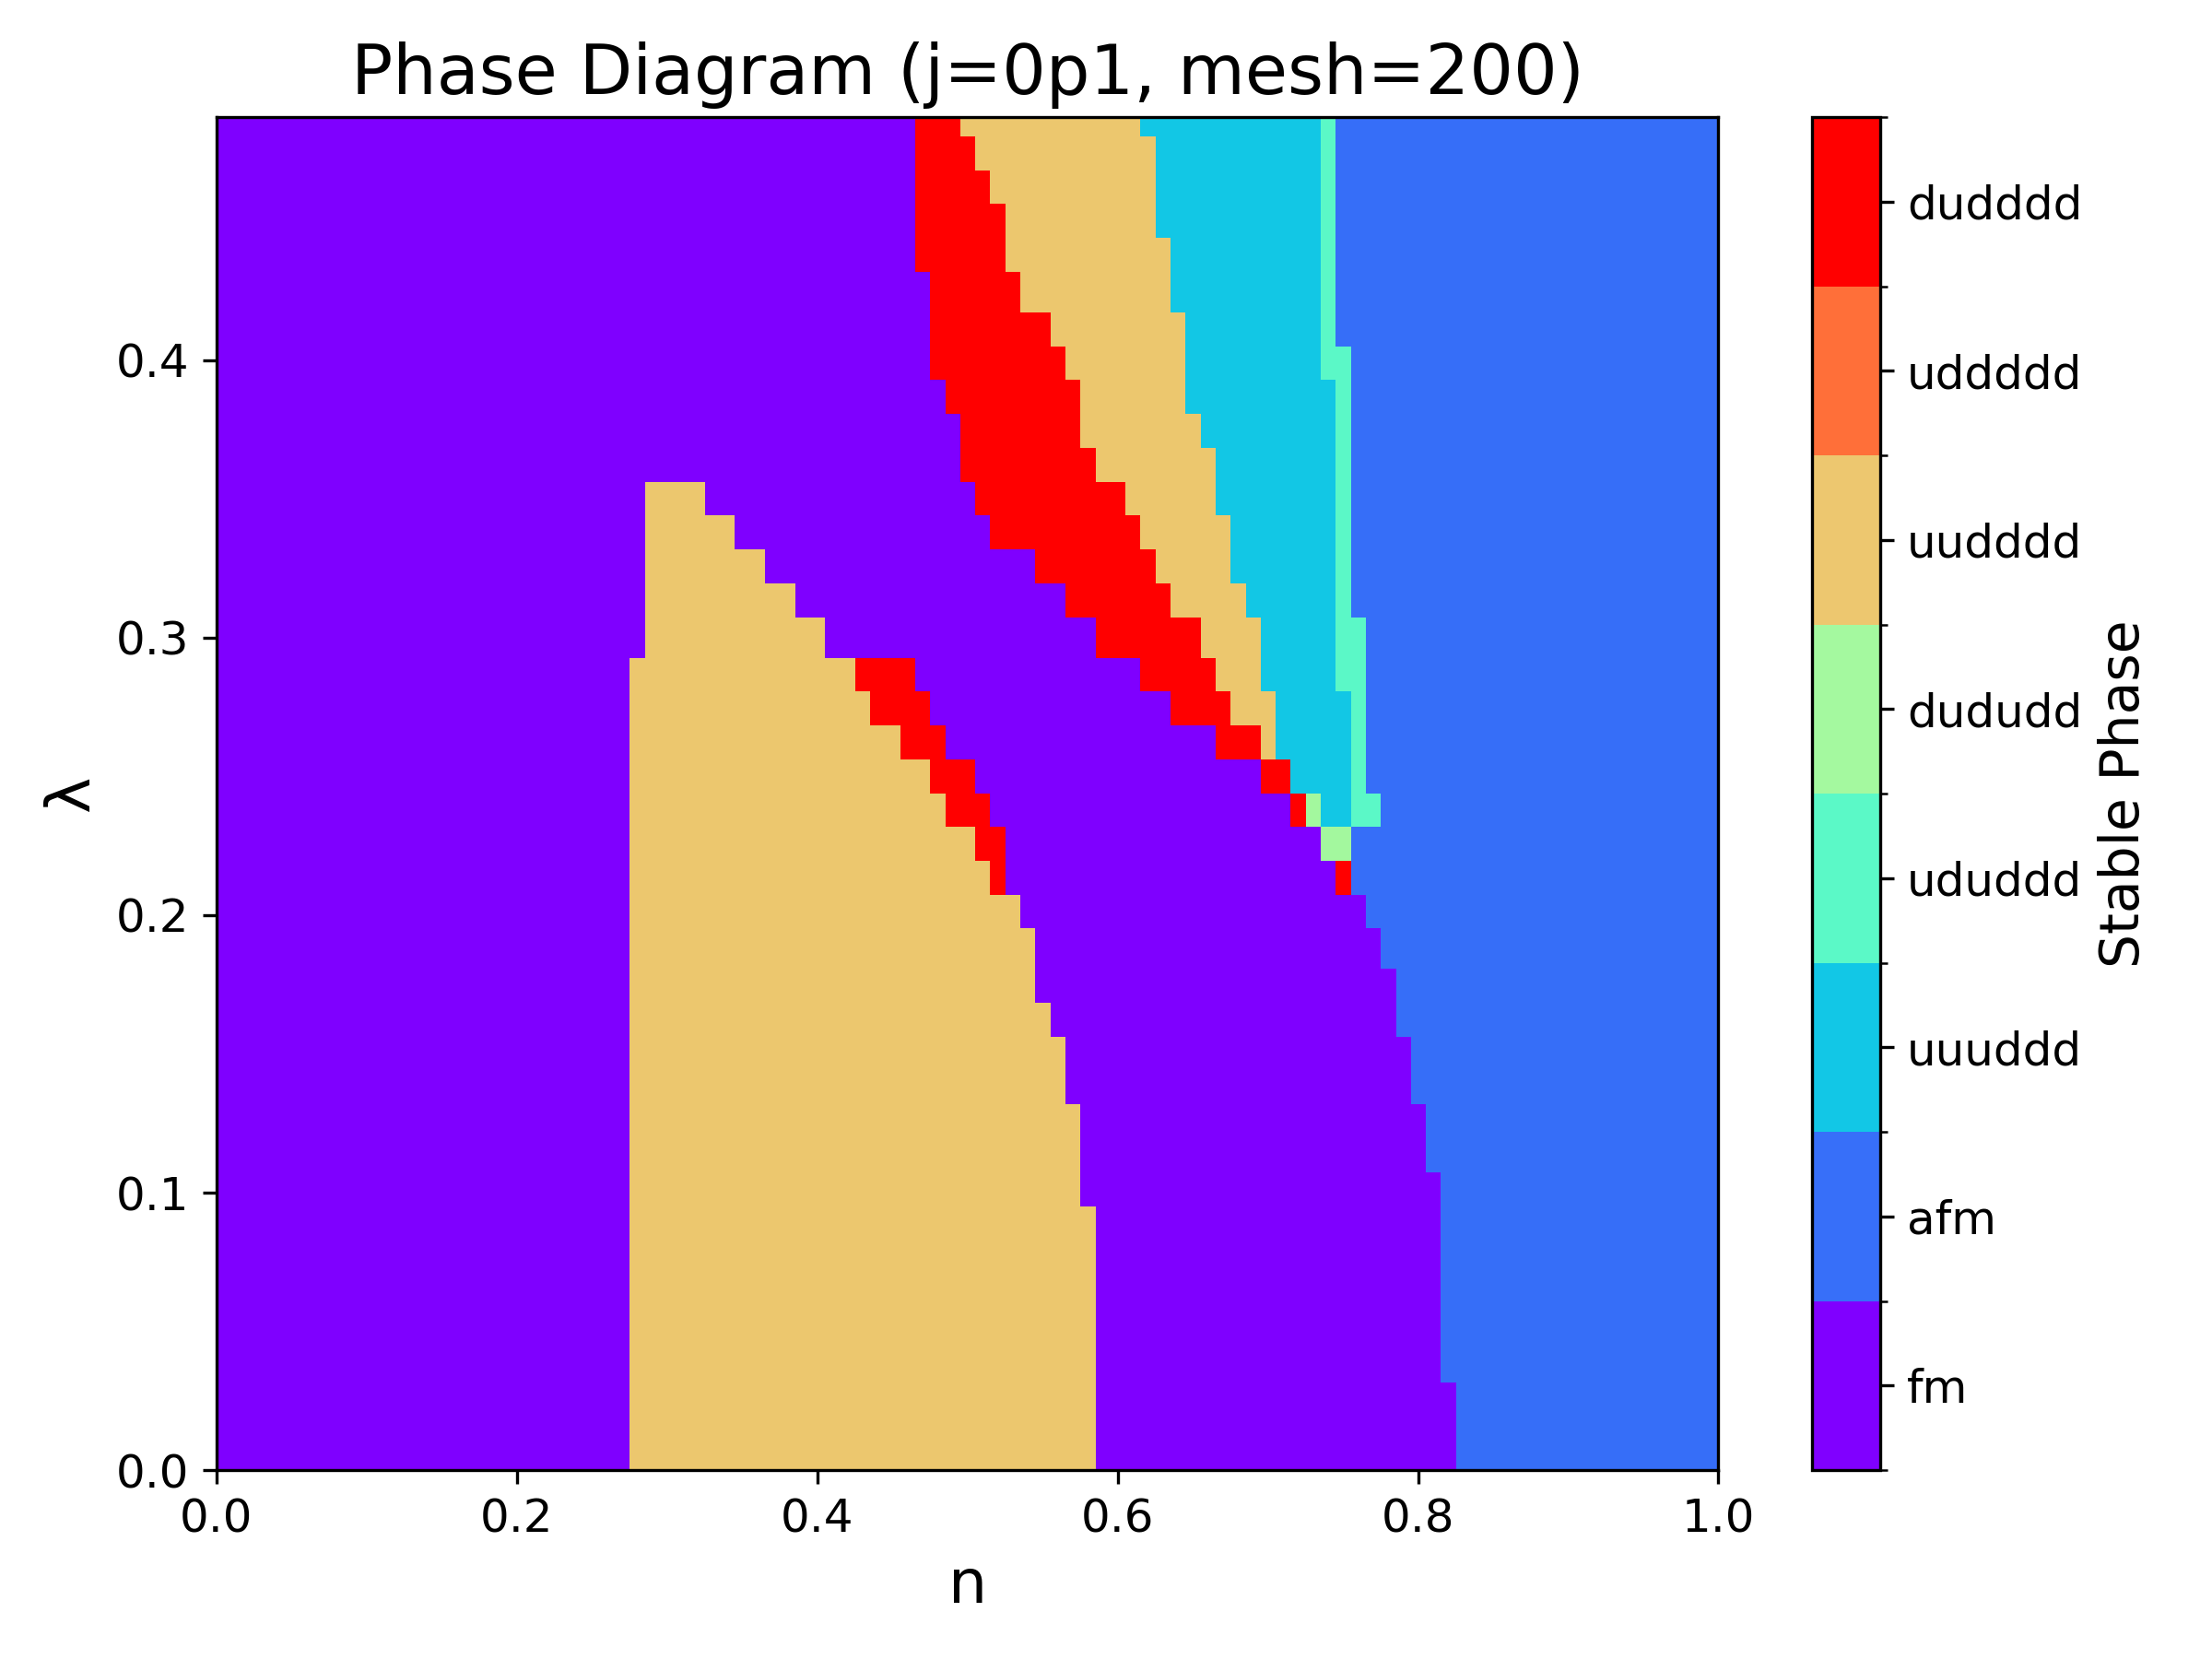 Phase Diagram (j=0p1, mesh=200)
λ
0.4
0.3
0.2
0.1
0.0
0.0 0.2 0.4 0.6 0.8 1.0
n
dudddd
uddddd
uudddd
dududd
ududdd
uuuddd
afm
fm
Stable Phase